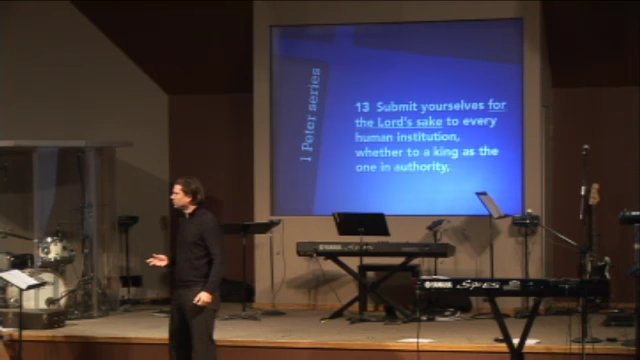 1 Peter series
13 Submit yourselves for
the Lord's sake to every
human institution,
whether to a king as the
one in authority,
YAMAHA
YAMAHA